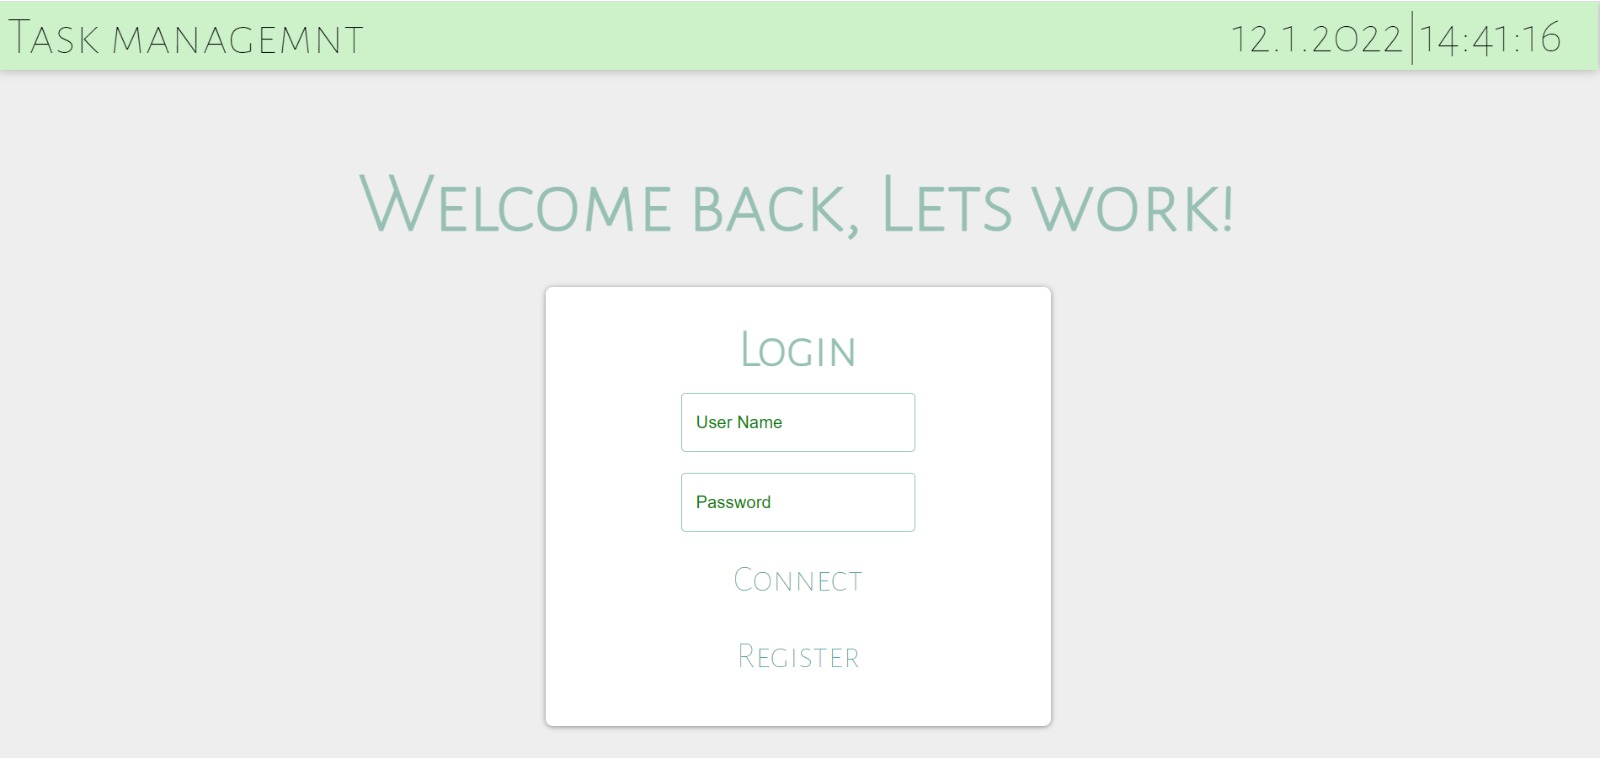 Task managemnt
12.1.2022|14:41:16
Welcome back, Lets work!
Login
User Name
Password
Connect
Register